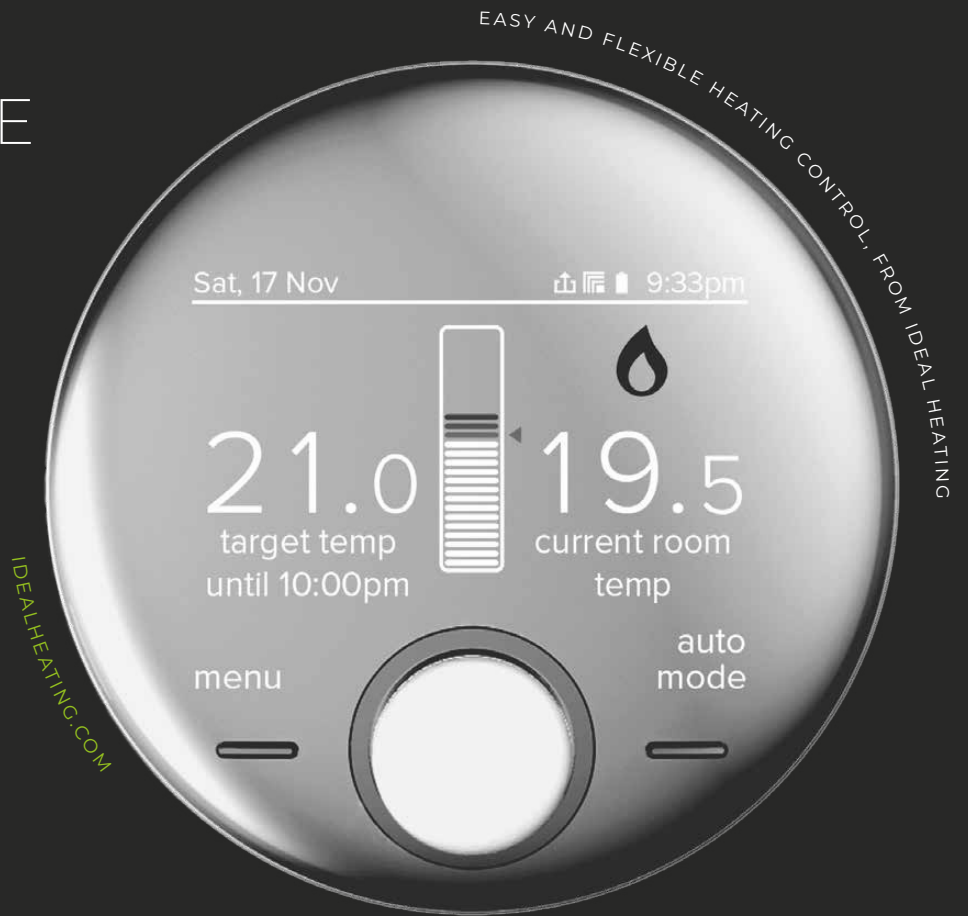 EASY AND FLEXIBLE HEATING CONTROL, FROM IDEAL HEATING
E
Sat, 17 Nov 9:33pm
21.0 19.5
target temp current room
until 10:00pm temp
auto
menu mode
IDEALHEATING.COM